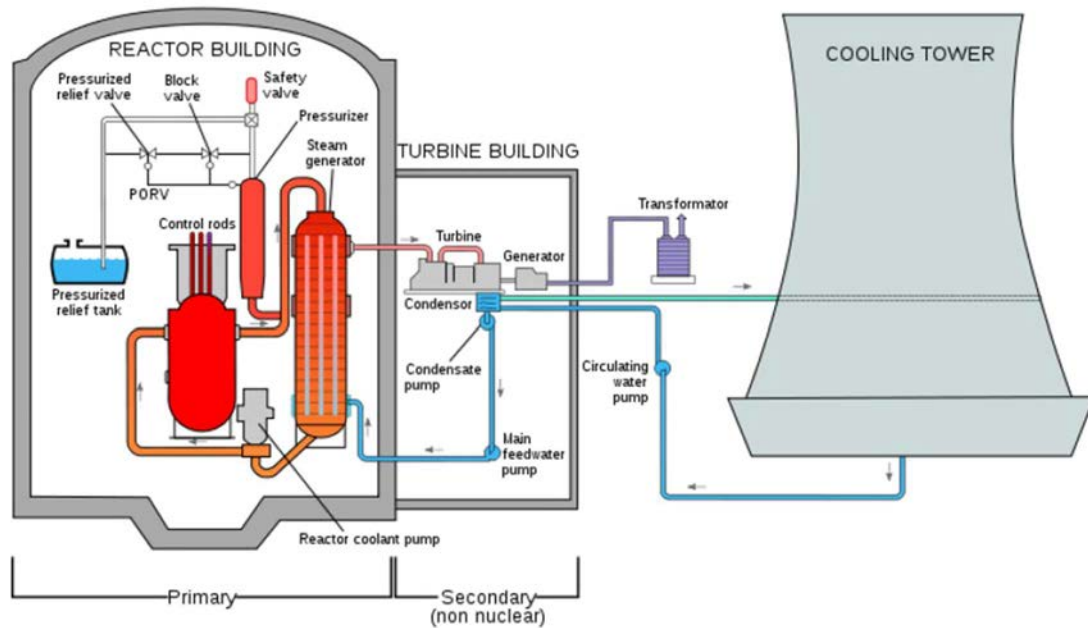 REACTOR BUILDING
COOLING TOWER
Pressurized
relief valve
Block
valve
Safety
valve
Pressurizer
Steam
generator
TURBINE BUILDING
PORV
Control rods
Transformator
Turbine
Generator
Pressurized
relief tank
Condensor
Condensate
pump
Circulating
water
pump
Main
feedwater
pump
Reactor coolant pump
Primary
Secondary
(non nuclear)